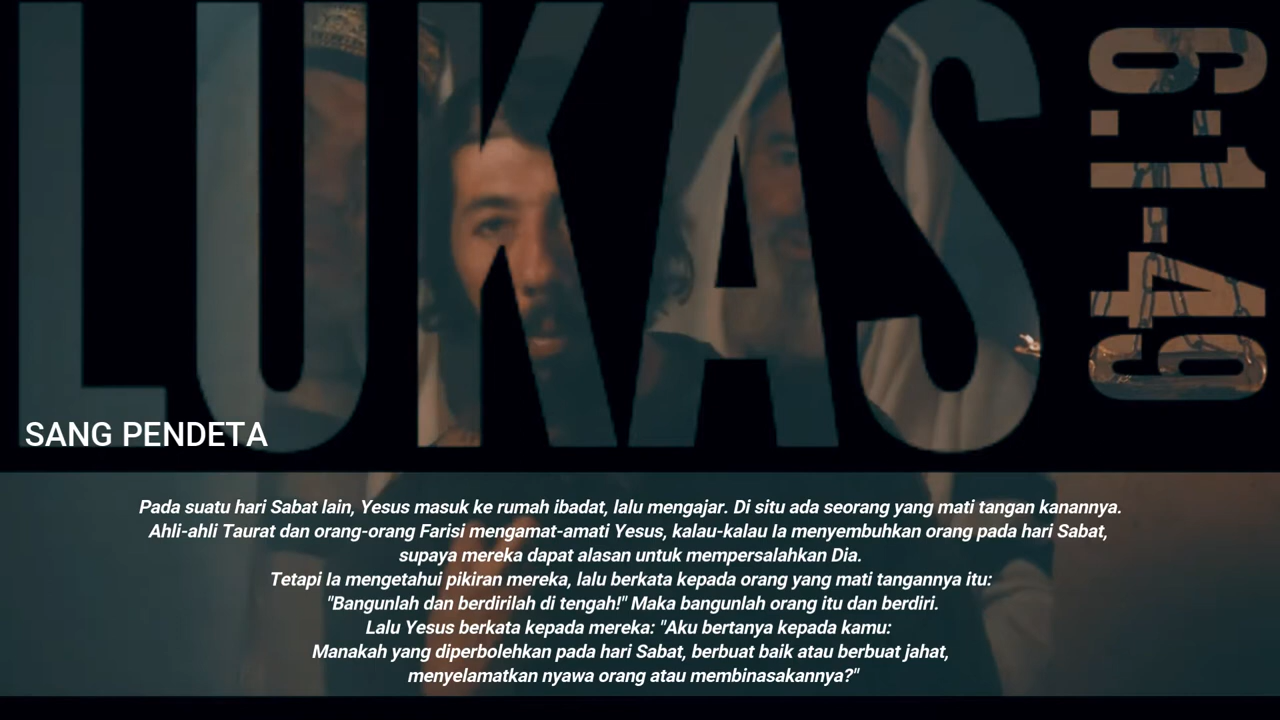 LUKAS
6:1-49
SANG PENDETA
Pada suatu hari Sabat lain, Yesus masuk ke rumah ibadat, lalu mengajar. Di situ ada seorang yang mati tangan kanannya.
Ahli-ahli Taurat dan orang-orang Farisi mengamat-amati Yesus, kalau-kalau Ia menyembuhkan orang pada hari Sabat,
supaya mereka dapat alasan untuk mempersalahkan Dia.
Tetapi Ia mengetahui pikiran mereka, lalu berkata kepada orang yang mati tangannya itu:
"Bangunlah dan berdirilah di tengah!" Maka bangunlah orang itu dan berdiri.
Lalu Yesus berkata kepada mereka: "Aku bertanya kepada kamu:
Manakah yang diperbolehkan pada hari Sabat, berbuat baik atau berbuat jahat,
menyelamatkan nyawa orang atau membinasakannya?"